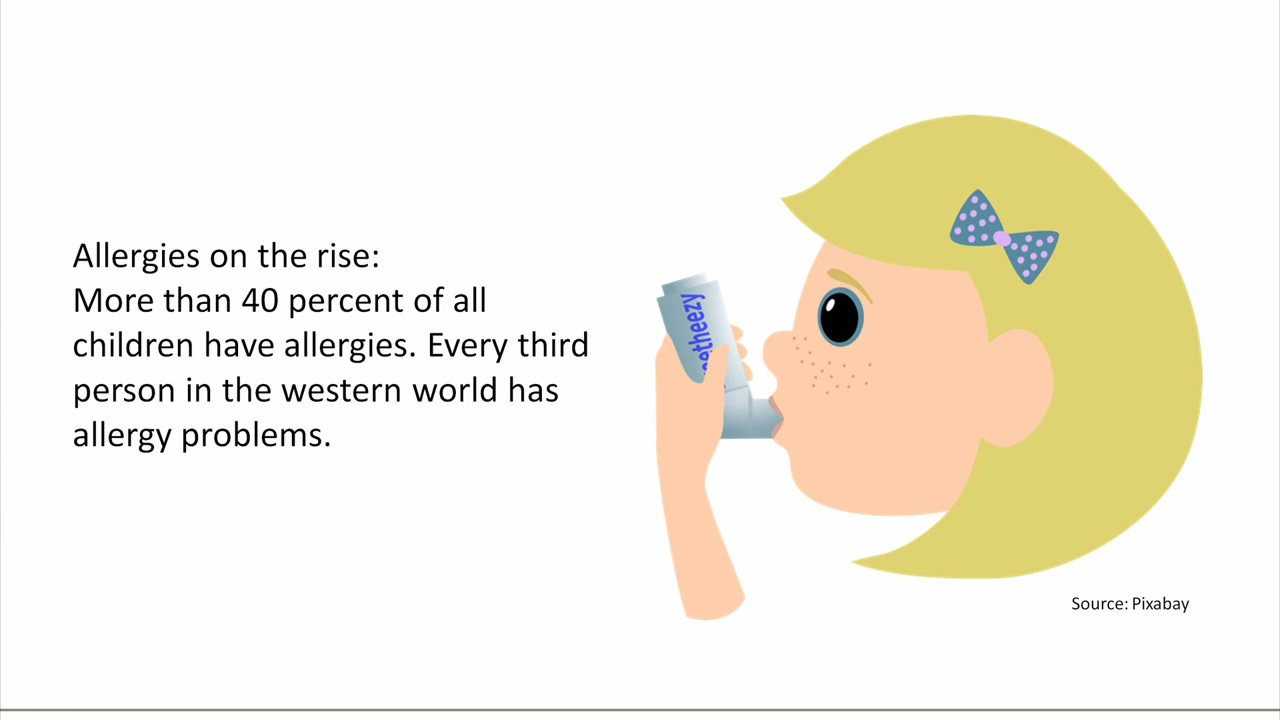 Allergies on the rise:
More than 40 percent of all
children have allergies. Every third
person in the western world has
allergy problems.
Source: Pixabay